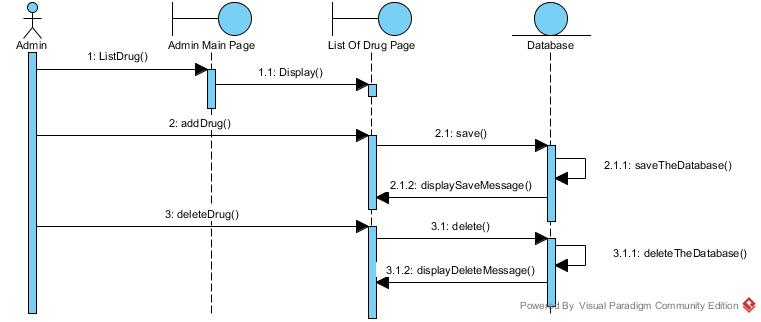 Admin
Admin Main Page
List Of Drug Page
Database
1: ListDrug()
1.1: Display()
2: addDrug()
2.1: save()
2.1.1: saveTheDatabase()
2.1.2: displaySaveMessage()
3: deleteDrug()
3.1: delete()
3.1.1: deleteTheDatabase()
3.1.2: displayDeleteMessage()
Powered By Visual Paradigm Community Edition